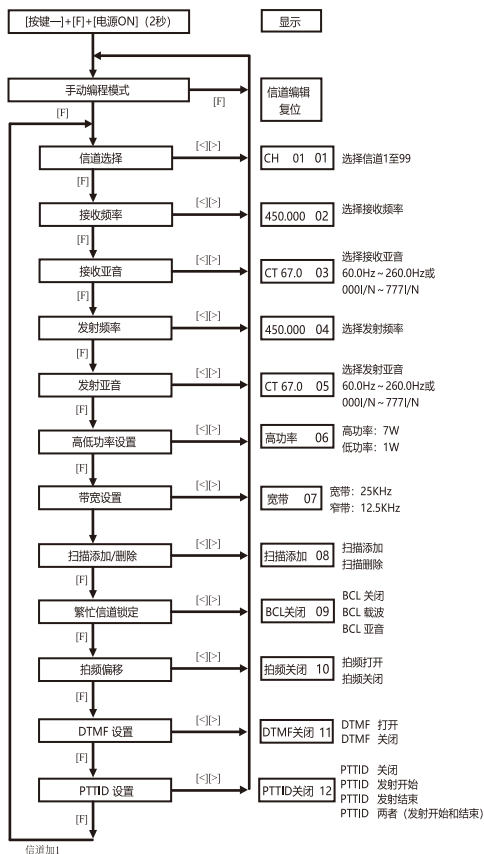 [按键一]+[F]+[电源ON]（2秒）
显示
手动编程模式
[F]
信道编辑
复位
[F]
信道选择
[<][>]
CH 01 01
选择信道1至99
[F]
接收频率
[<][>]
450.000 02
选择接收频率
[F]
接收亚音
[<][>]
CT 67.0 03
选择接收亚音
60.0Hz ~ 260.0Hz或
000I/N ~ 777I/N
[F]
发射频率
[<][>]
450.000 04
选择发射频率
[F]
发射亚音
[<][>]
CT 67.0 05
选择发射亚音
60.0Hz ~ 260.0Hz或
000I/N ~ 777I/N
[F]
高低功率设置
[<][>]
高功率 06
高功率：7W
低功率：1W
[F]
带宽设置
[<][>]
宽带 07
宽带：25KHz
窄带：12.5KHz
扫描添加/删除
[<][>]
扫描添加 08
扫描添加
扫描删除
[F]
繁忙信道锁定
[<][>]
BCL关闭 09
BCL 关闭
BCL 载波
BCL 亚音
[F]
拍频偏移
[<][>]
拍频关闭 10
拍频打开
拍频关闭
[F]
DTMF 设置
[<][>]
DTMF关闭 11
DTMF 打开
DTMF 关闭
[F]
PTTID 设置
[<][>]
PTTID关闭 12
PTTID 关闭
PTTID 发射开始
PTTID 发射结束
PTTID 两者（发射开始和结束）
[F]
信道加1